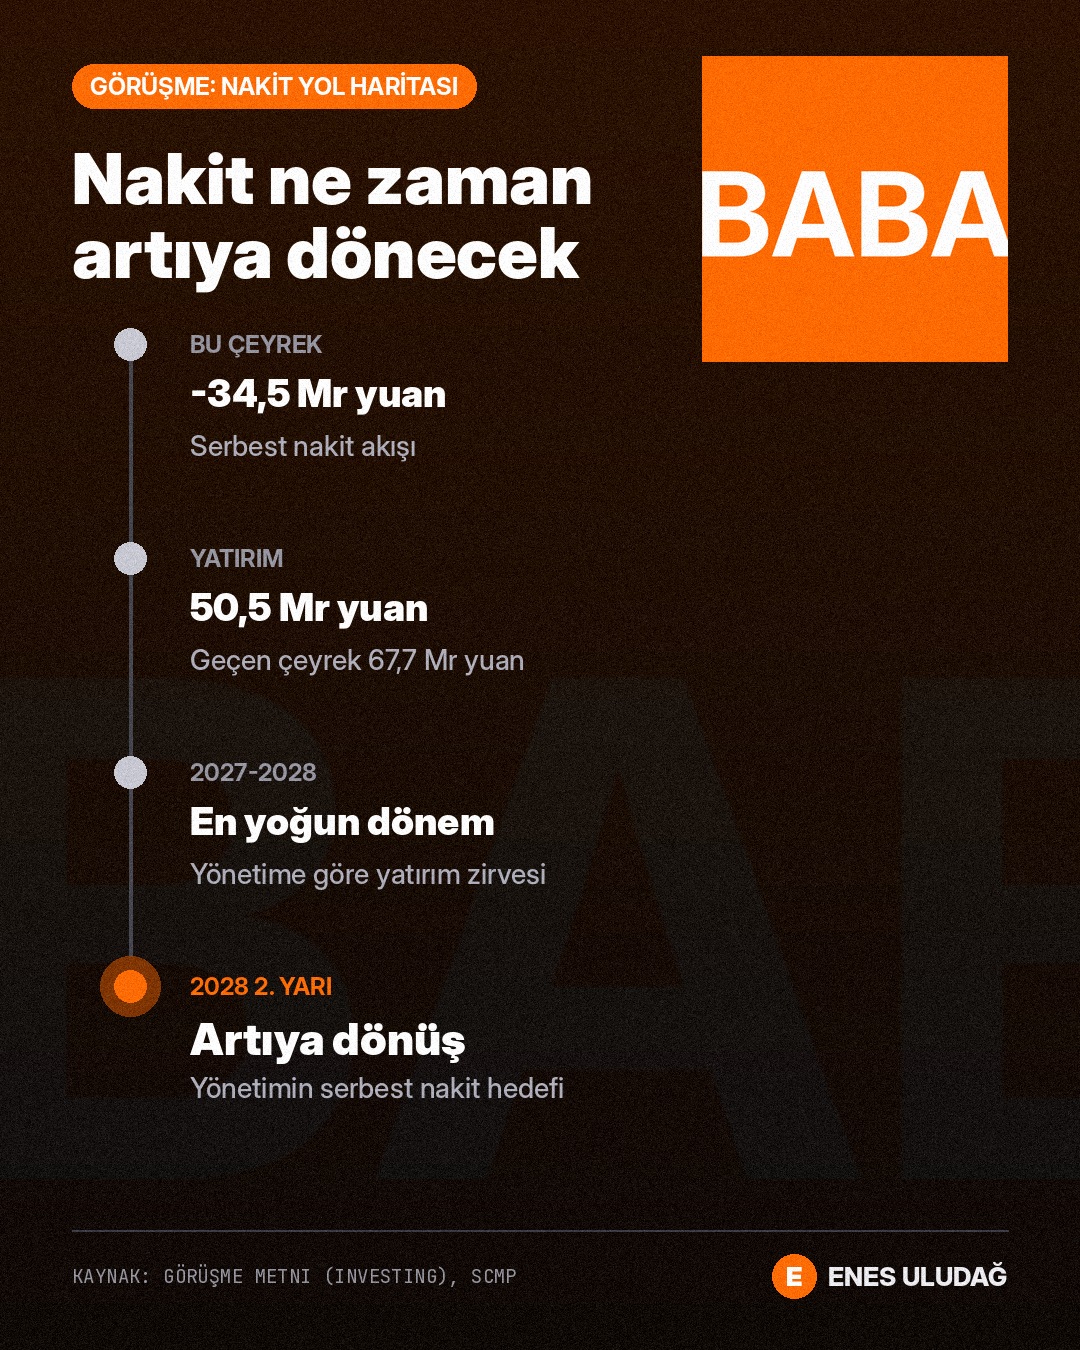 GÖRÜŞME: NAKİT YOL HARİTASI
BABA
Nakit ne zaman
artıya dönecek
BU ÇEYREK
-34,5 Mr yuan
Serbest nakit akışı
YATIRIM
50,5 Mr yuan
Geçen çeyrek 67,7 Mr yuan
2027-2028
En yoğun dönem
Yönetime göre yatırım zirvesi
2028 2. YARI
Artıya dönüş
Yönetimin serbest nakit hedefi
KAYNAK: GÖRÜŞME METNI (INVESTING), SCMP
E ENES ULUDAĞ